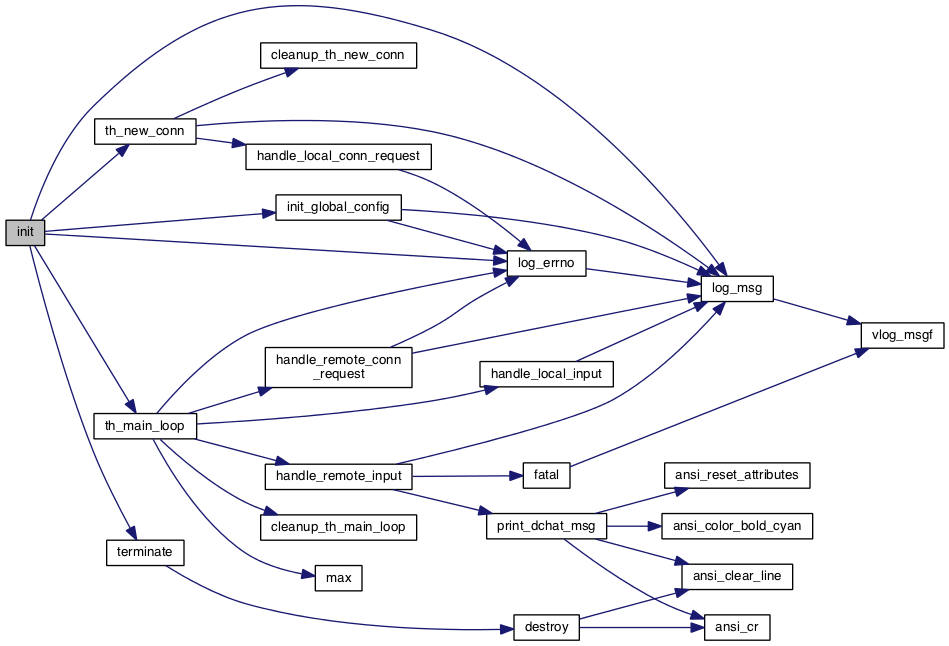 cleanup_th_new_conn
th_new_conn
handle_local_conn_request
init_global_config
init
log_errno
log_msg
vlog_msgf
handle_remote_conn
_request
handle_local_input
th_main_loop
handle_remote_input
fatal
ansi_reset_attributes
cleanup_th_main_loop
print_dchat_msg
ansi_color_bold_cyan
terminate
max
ansi_clear_line
destroy
ansi_cr